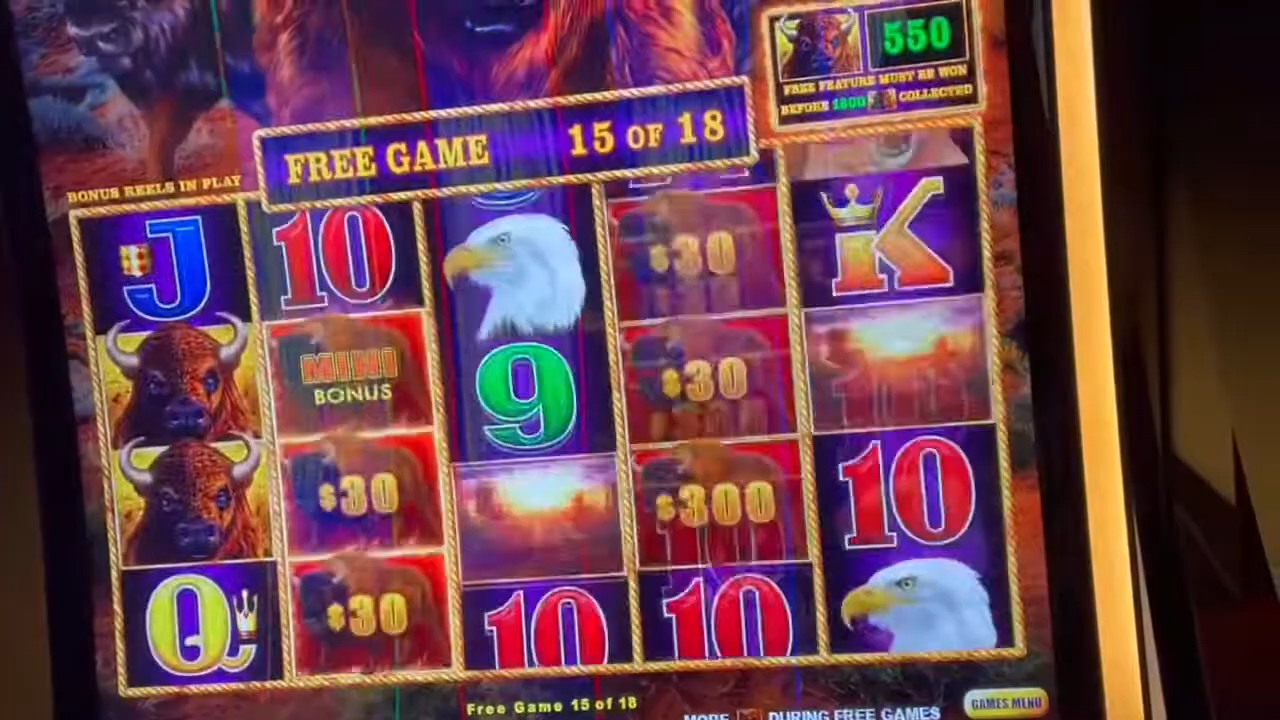 550
FREE FEATURE MUST BE WON
BEFORE 1800 COLLECTED
FREE GAME 15 OF 18
BONUS REELS IN PLAY
J 10 $30 K
MINI BONUS 9 $30
$30 $300 10
Q $30 10 10
Free Game 15 of 18
MORE DURING FREE GAMES
GAMES MENU